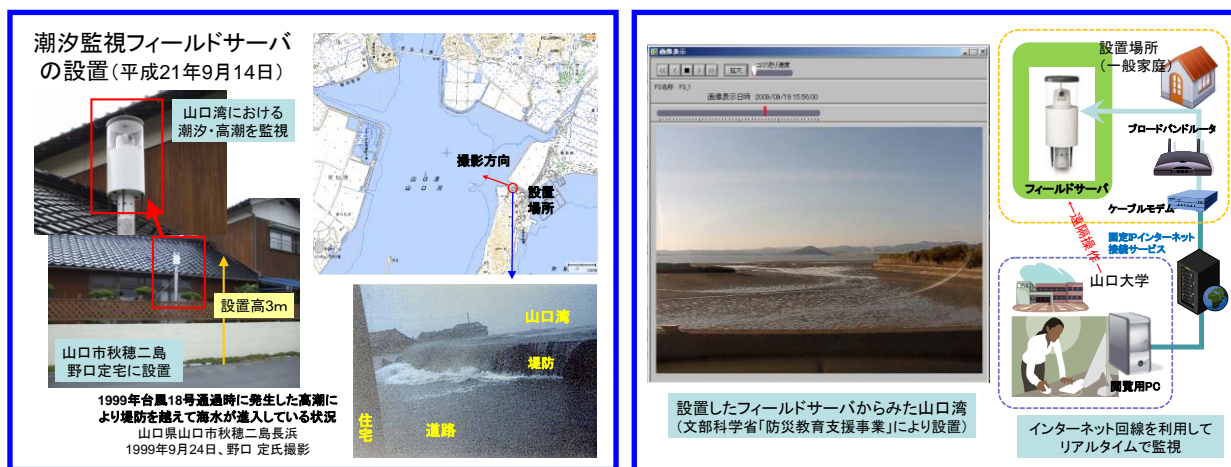 潮汐監視フィールドサーバ
の設置(平成21年9月14日)
山口湾における
潮汐・高潮を監視
設置高3m
山口市秋穂二島
野口定宅に設置
撮影方向
設置
場所
山口湾
堤防
住宅
道路
1999年台風18号通過時に発生した高潮に
より堤防を越えて海水が進入している状況
山口県山口市秋穂二島長浜
1999年9月24日、野口 定氏撮影
画像表示
拡大
コマ送り速度
FS名称 FS_1
画像表示日時 2009/09/18 15:56:00
設置したフィールドサーバからみた山口湾
(文部科学省「防災教育支援事業」により設置)
設置場所
(一般家庭)
ブロードバンドルータ
フィールドサーバ
ケーブルモデム
固定IPインターネット
接続サービス
←遠隔操作−
山口大学
閲覧用PC
インターネット回線を利用して
リアルタイムで監視